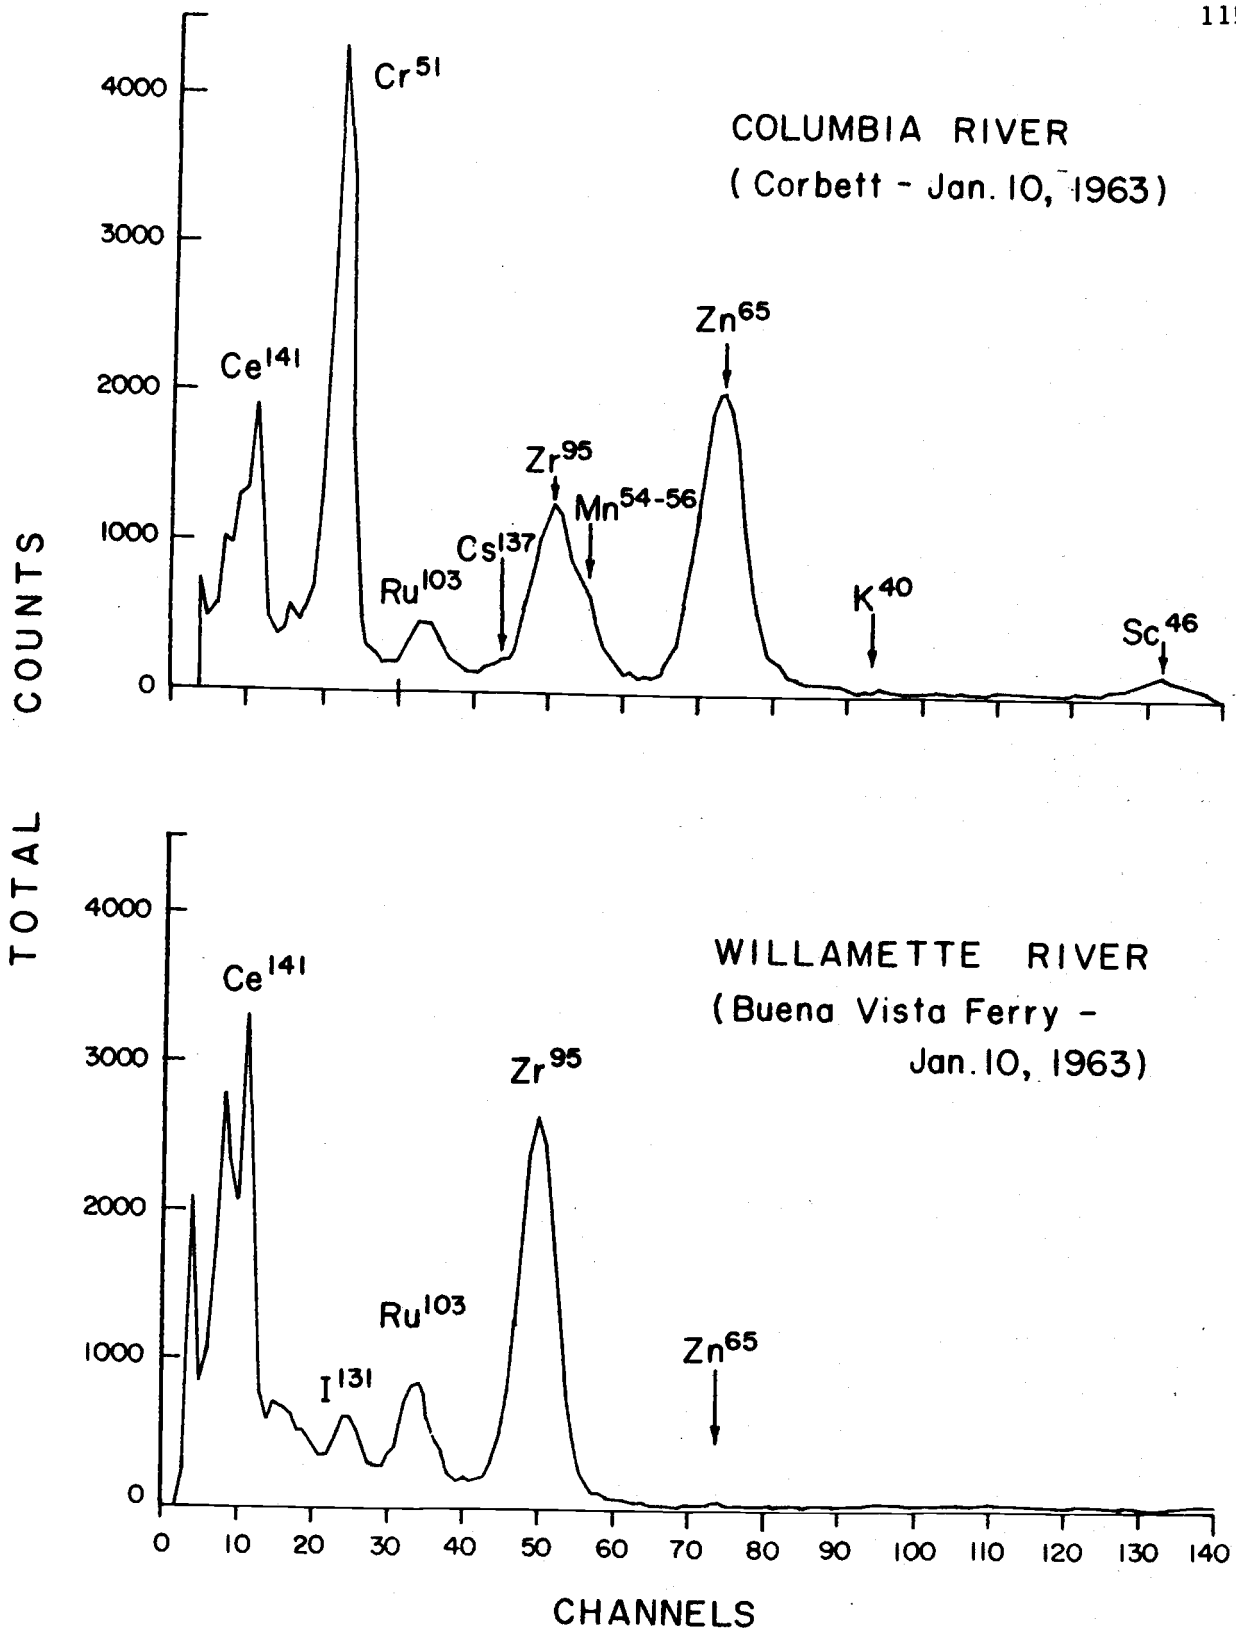 11
Cr⁵¹
4000
COLUMBIA RIVER
(Corbett - Jan. 10, 1963)
3000
Zn⁶⁵
Ce¹⁴¹
2000
Zr⁹⁵
Mn⁵⁴⁻⁵⁶
1000
Cs¹³⁷
Ru¹⁰³
K⁴⁰
Sc⁴⁶
0
TOTAL COUNTS
4000
WILLAMETTE RIVER
(Buena Vista Ferry -
Jan. 10, 1963)
Ce¹⁴¹
3000
Zr⁹⁵
2000
Ru¹⁰³
1000
Zn⁶⁵
I¹³¹
0
0 10 20 30 40 50 60 70 80 90 100 110 120 130 140
CHANNELS